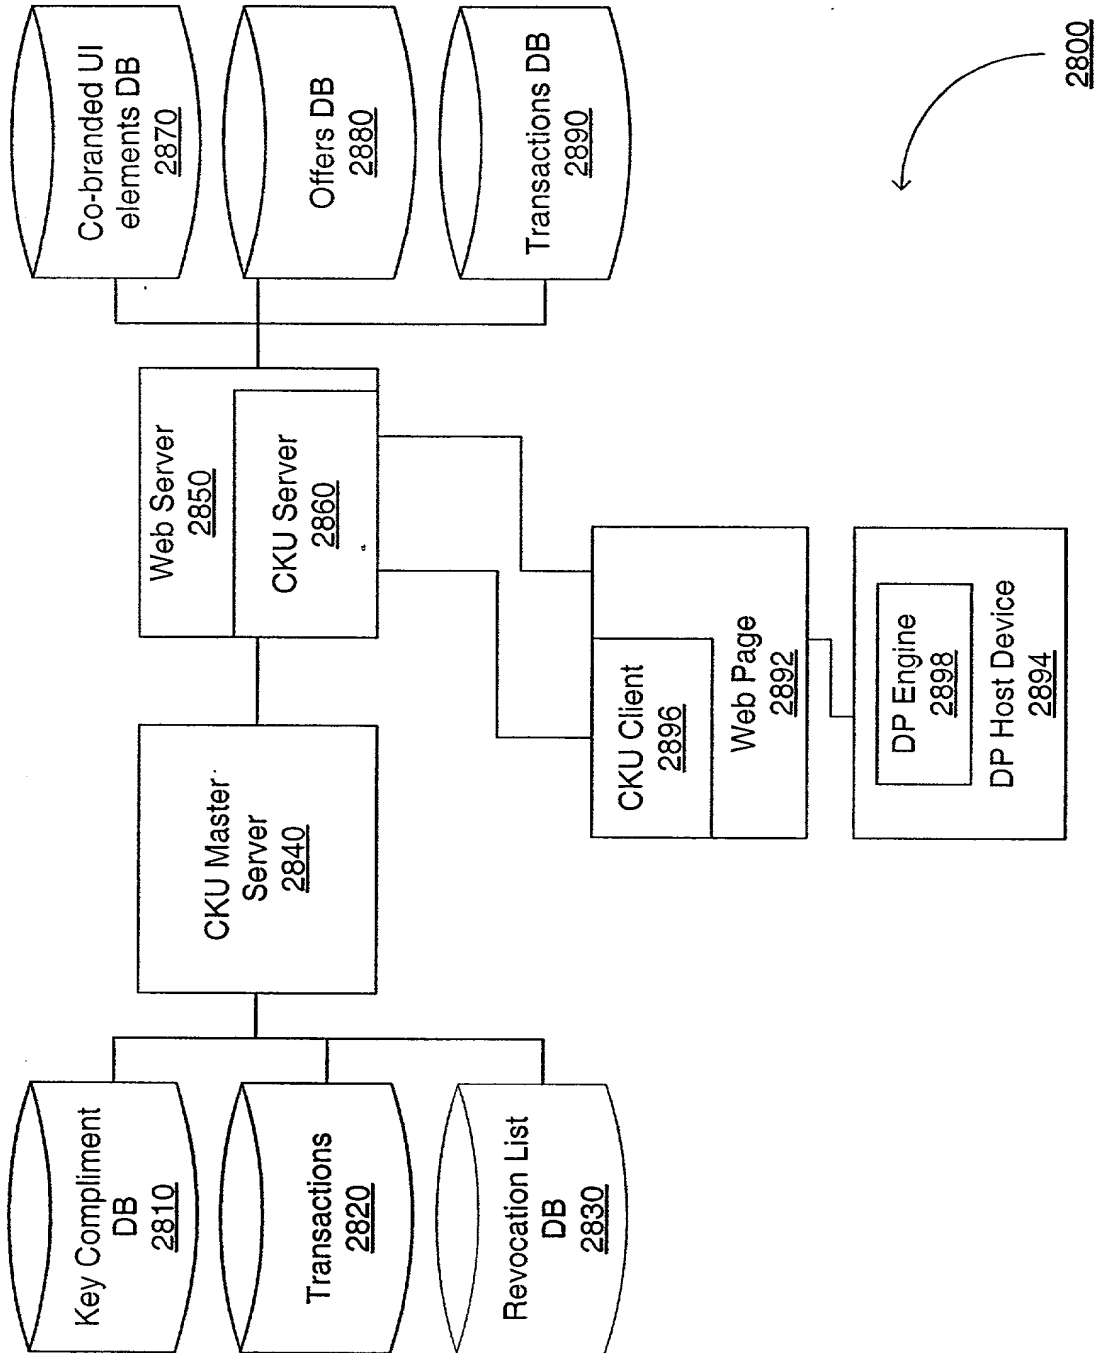 Key Compliment
DB
2810
Transactions
2820
Revocation List
DB
2830
CKU Master
Server
2840
Web Server
2850
CKU Server
2860
Co-branded UI
elements DB
2870
Offers DB
2880
Transactions DB
2890
CKU Client
2896
Web Page
2892
DP Engine
2898
DP Host Device
2894
2800